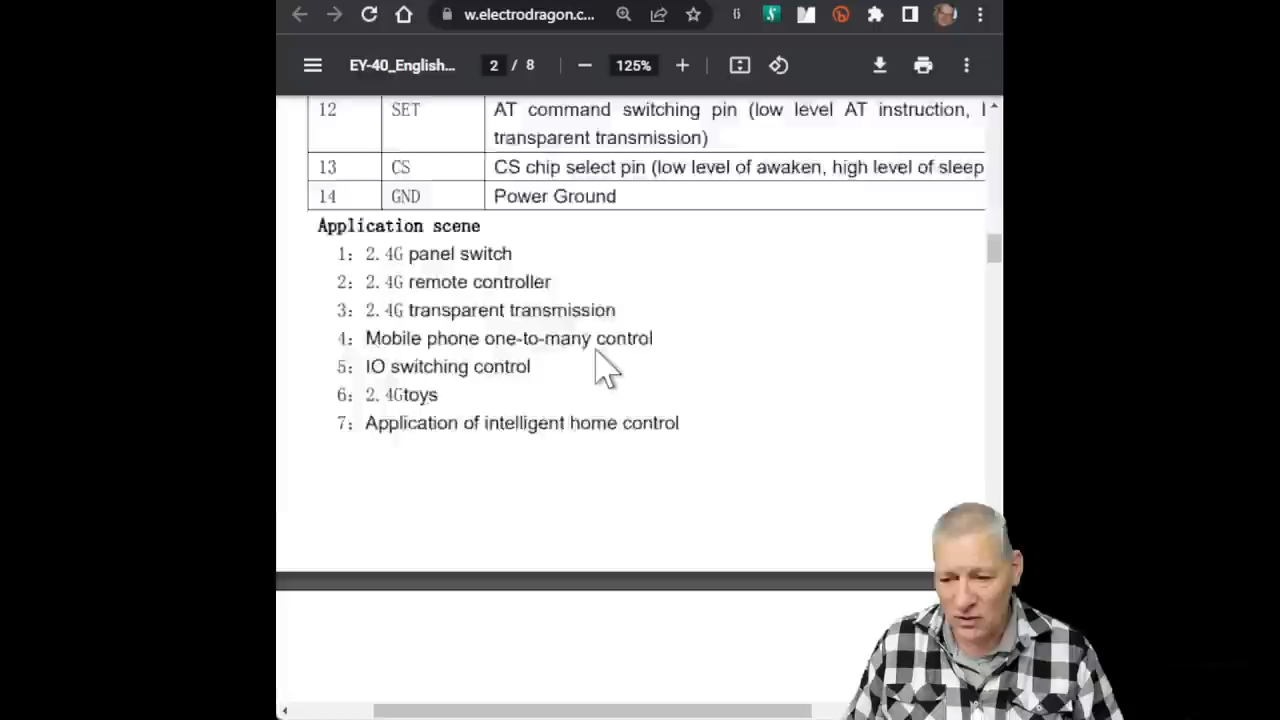 w.electrodragon.c...
EY-40_English... 2 / 8 125%
12 SET AT command switching pin (low level AT instruction,
transparent transmission)
13 CS CS chip select pin (low level of awaken, high level of sleep
14 GND Power Ground
Application scene
1: 2.4G panel switch
2: 2.4G remote controller
3: 2.4G transparent transmission
4: Mobile phone one-to-many control
5: IO switching control
6: 2.4Gtoys
7: Application of intelligent home control